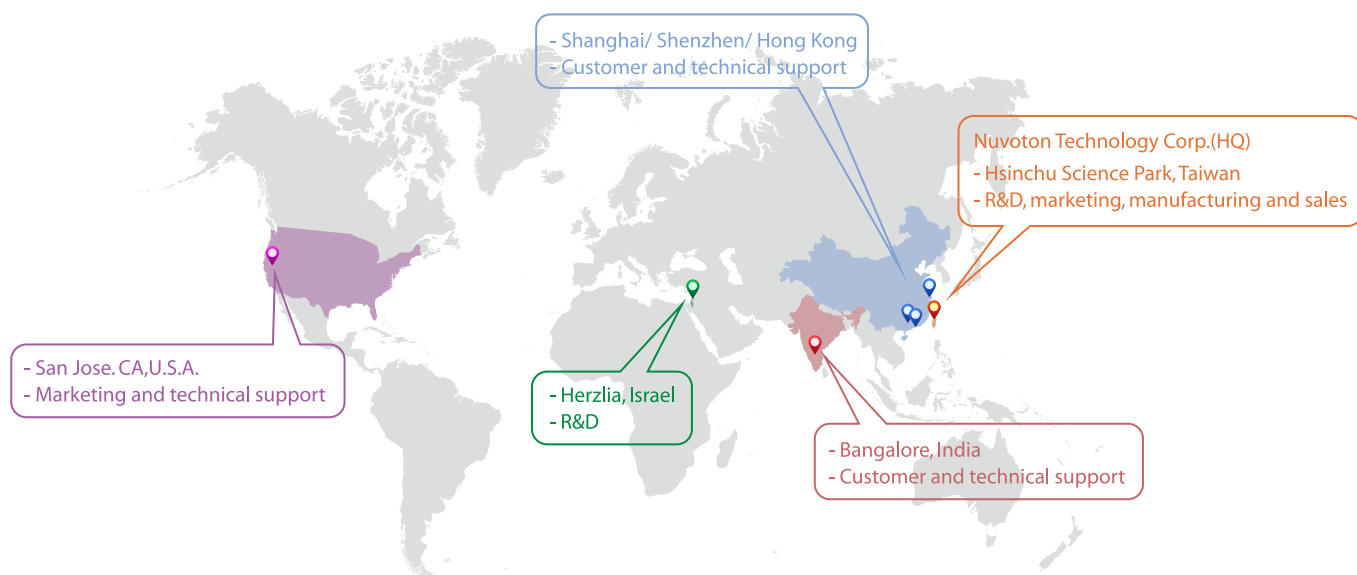 - Shanghai/ Shenzhen/ Hong Kong
- Customer and technical support
Nuvoton Technology Corp.(HQ)
- Hsinchu Science Park, Taiwan
- R&D, marketing, manufacturing and sales
- San Jose. CA,U.S.A.
- Marketing and technical support
- Herzlia, Israel
- R&D
- Bangalore, India
- Customer and technical support